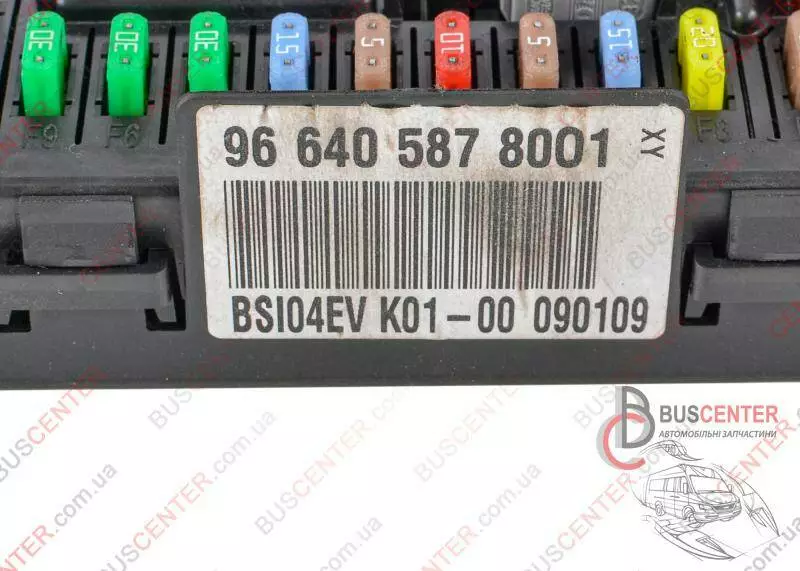 30 30 30 15 5 10 5 15 20
F9 F6 F8
96 640 587 8001 XY
BSI04EV K01-00 090109
BUSCENTER
АВТОМОБІЛЬНІ ЗАПЧАСТИНИ
BUSCENTER.com.ua